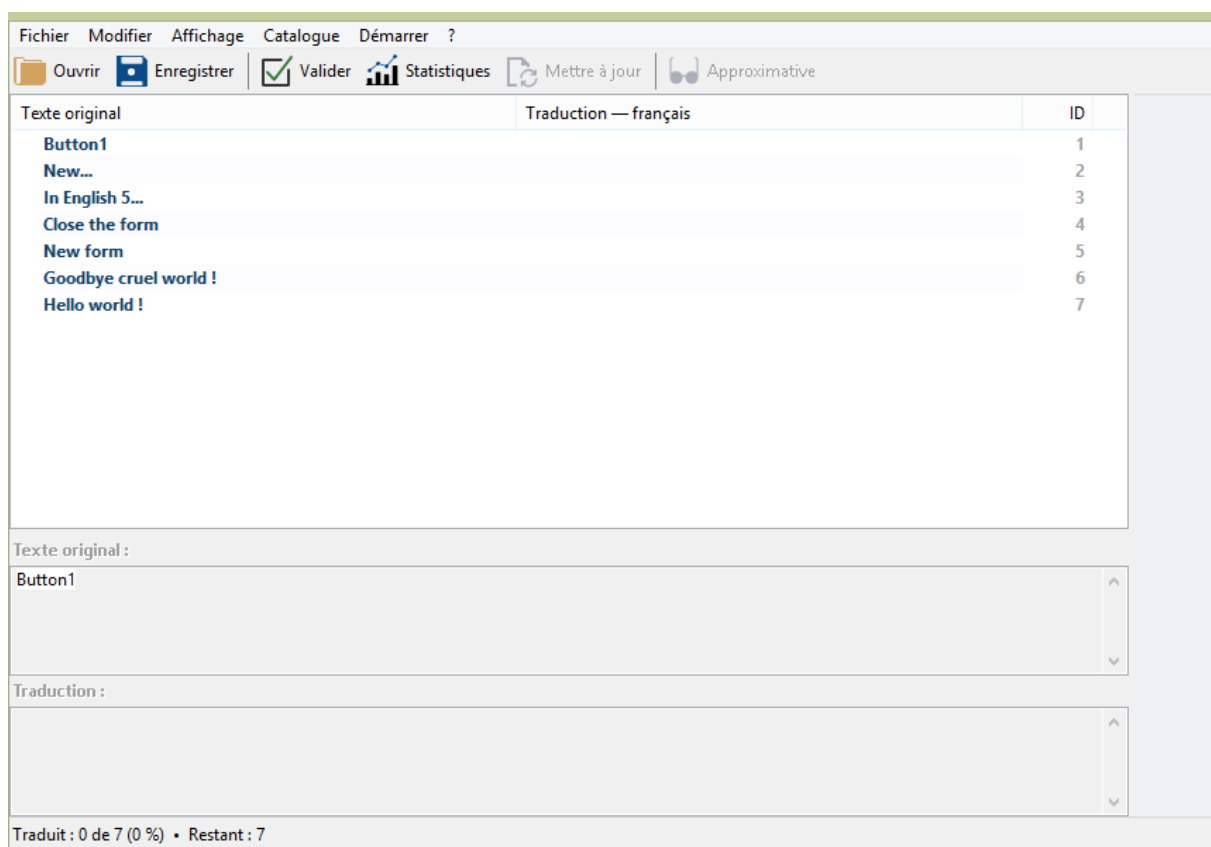 Fichier Modifier Affichage Catalogue Démarrer ?
Ouvrir Enregistrer Valider Statistiques Mettre à jour Approximative
Texte original Traduction — français ID
Button1 1
New... 2
In English 5... 3
Close the form 4
New form 5
Goodbye cruel world ! 6
Hello world ! 7
Texte original :
Button1
Traduction :
Traduit : 0 de 7 (0 %) • Restant : 7